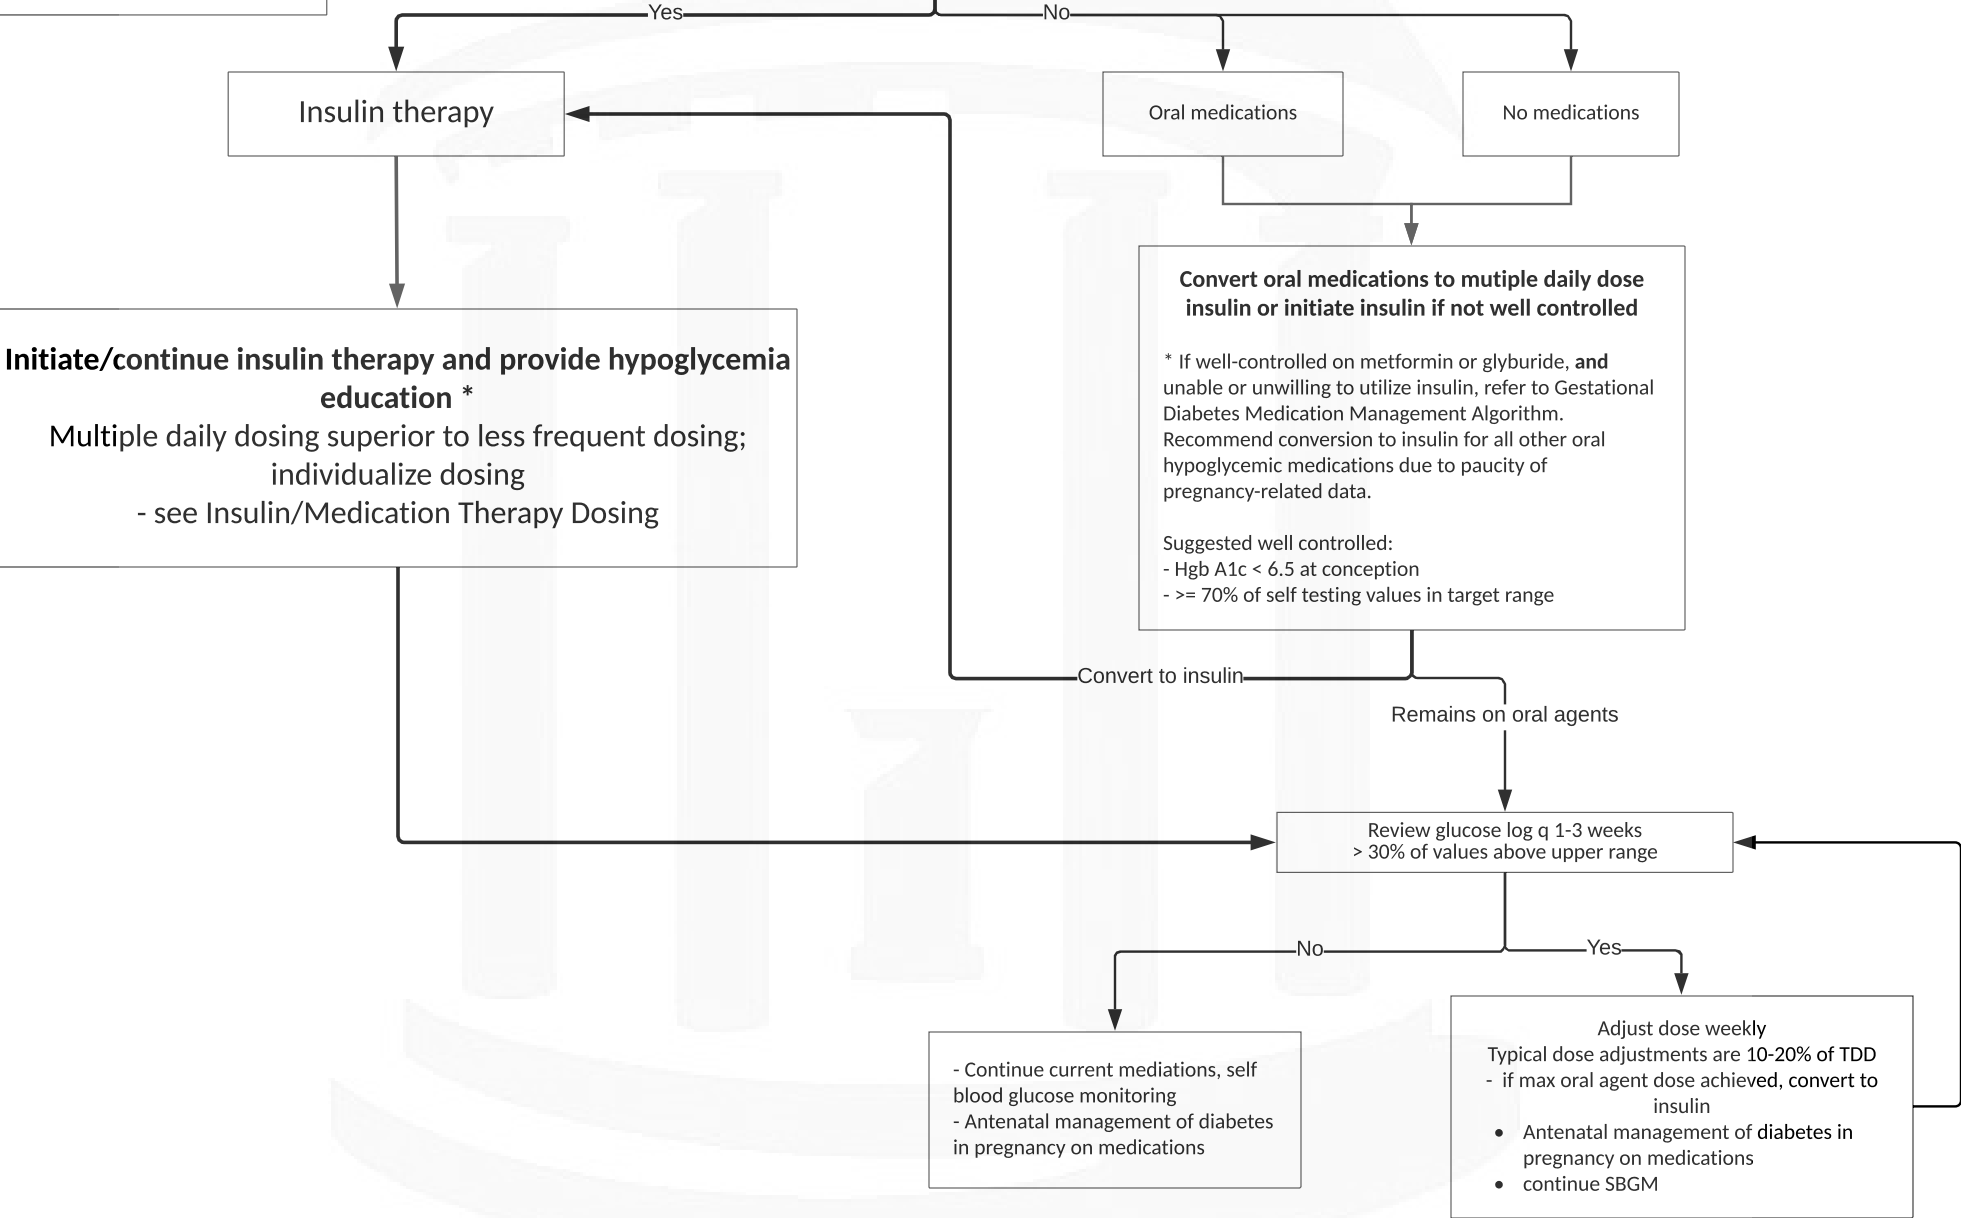 Yes
No
Insulin therapy
Oral medications
No medications
Convert oral medications to mutiple daily dose
insulin or initiate insulin if not well controlled
* If well-controlled on metformin or glyburide, and
unable or unwilling to utilize insulin, refer to Gestational
Diabetes Medication Management Algorithm.
Recommend conversion to insulin for all other oral
hypoglycemic medications due to paucity of
pregnancy-related data.
Suggested well controlled:
- Hgb A1c < 6.5 at conception
- >= 70% of self testing values in target range
Initiate/continue insulin therapy and provide hypoglycemia
education *
Multiple daily dosing superior to less frequent dosing;
individualize dosing
- see Insulin/Medication Therapy Dosing
Convert to insulin
Remains on oral agents
Review glucose log q 1-3 weeks
> 30% of values above upper range
No
Yes
- Continue current mediations, self
blood glucose monitoring
- Antenatal management of diabetes
in pregnancy on medications
Adjust dose weekly
Typical dose adjustments are 10-20% of TDD
- if max oral agent dose achieved, convert to
insulin
• Antenatal management of diabetes in
pregnancy on medications
• continue SBGM